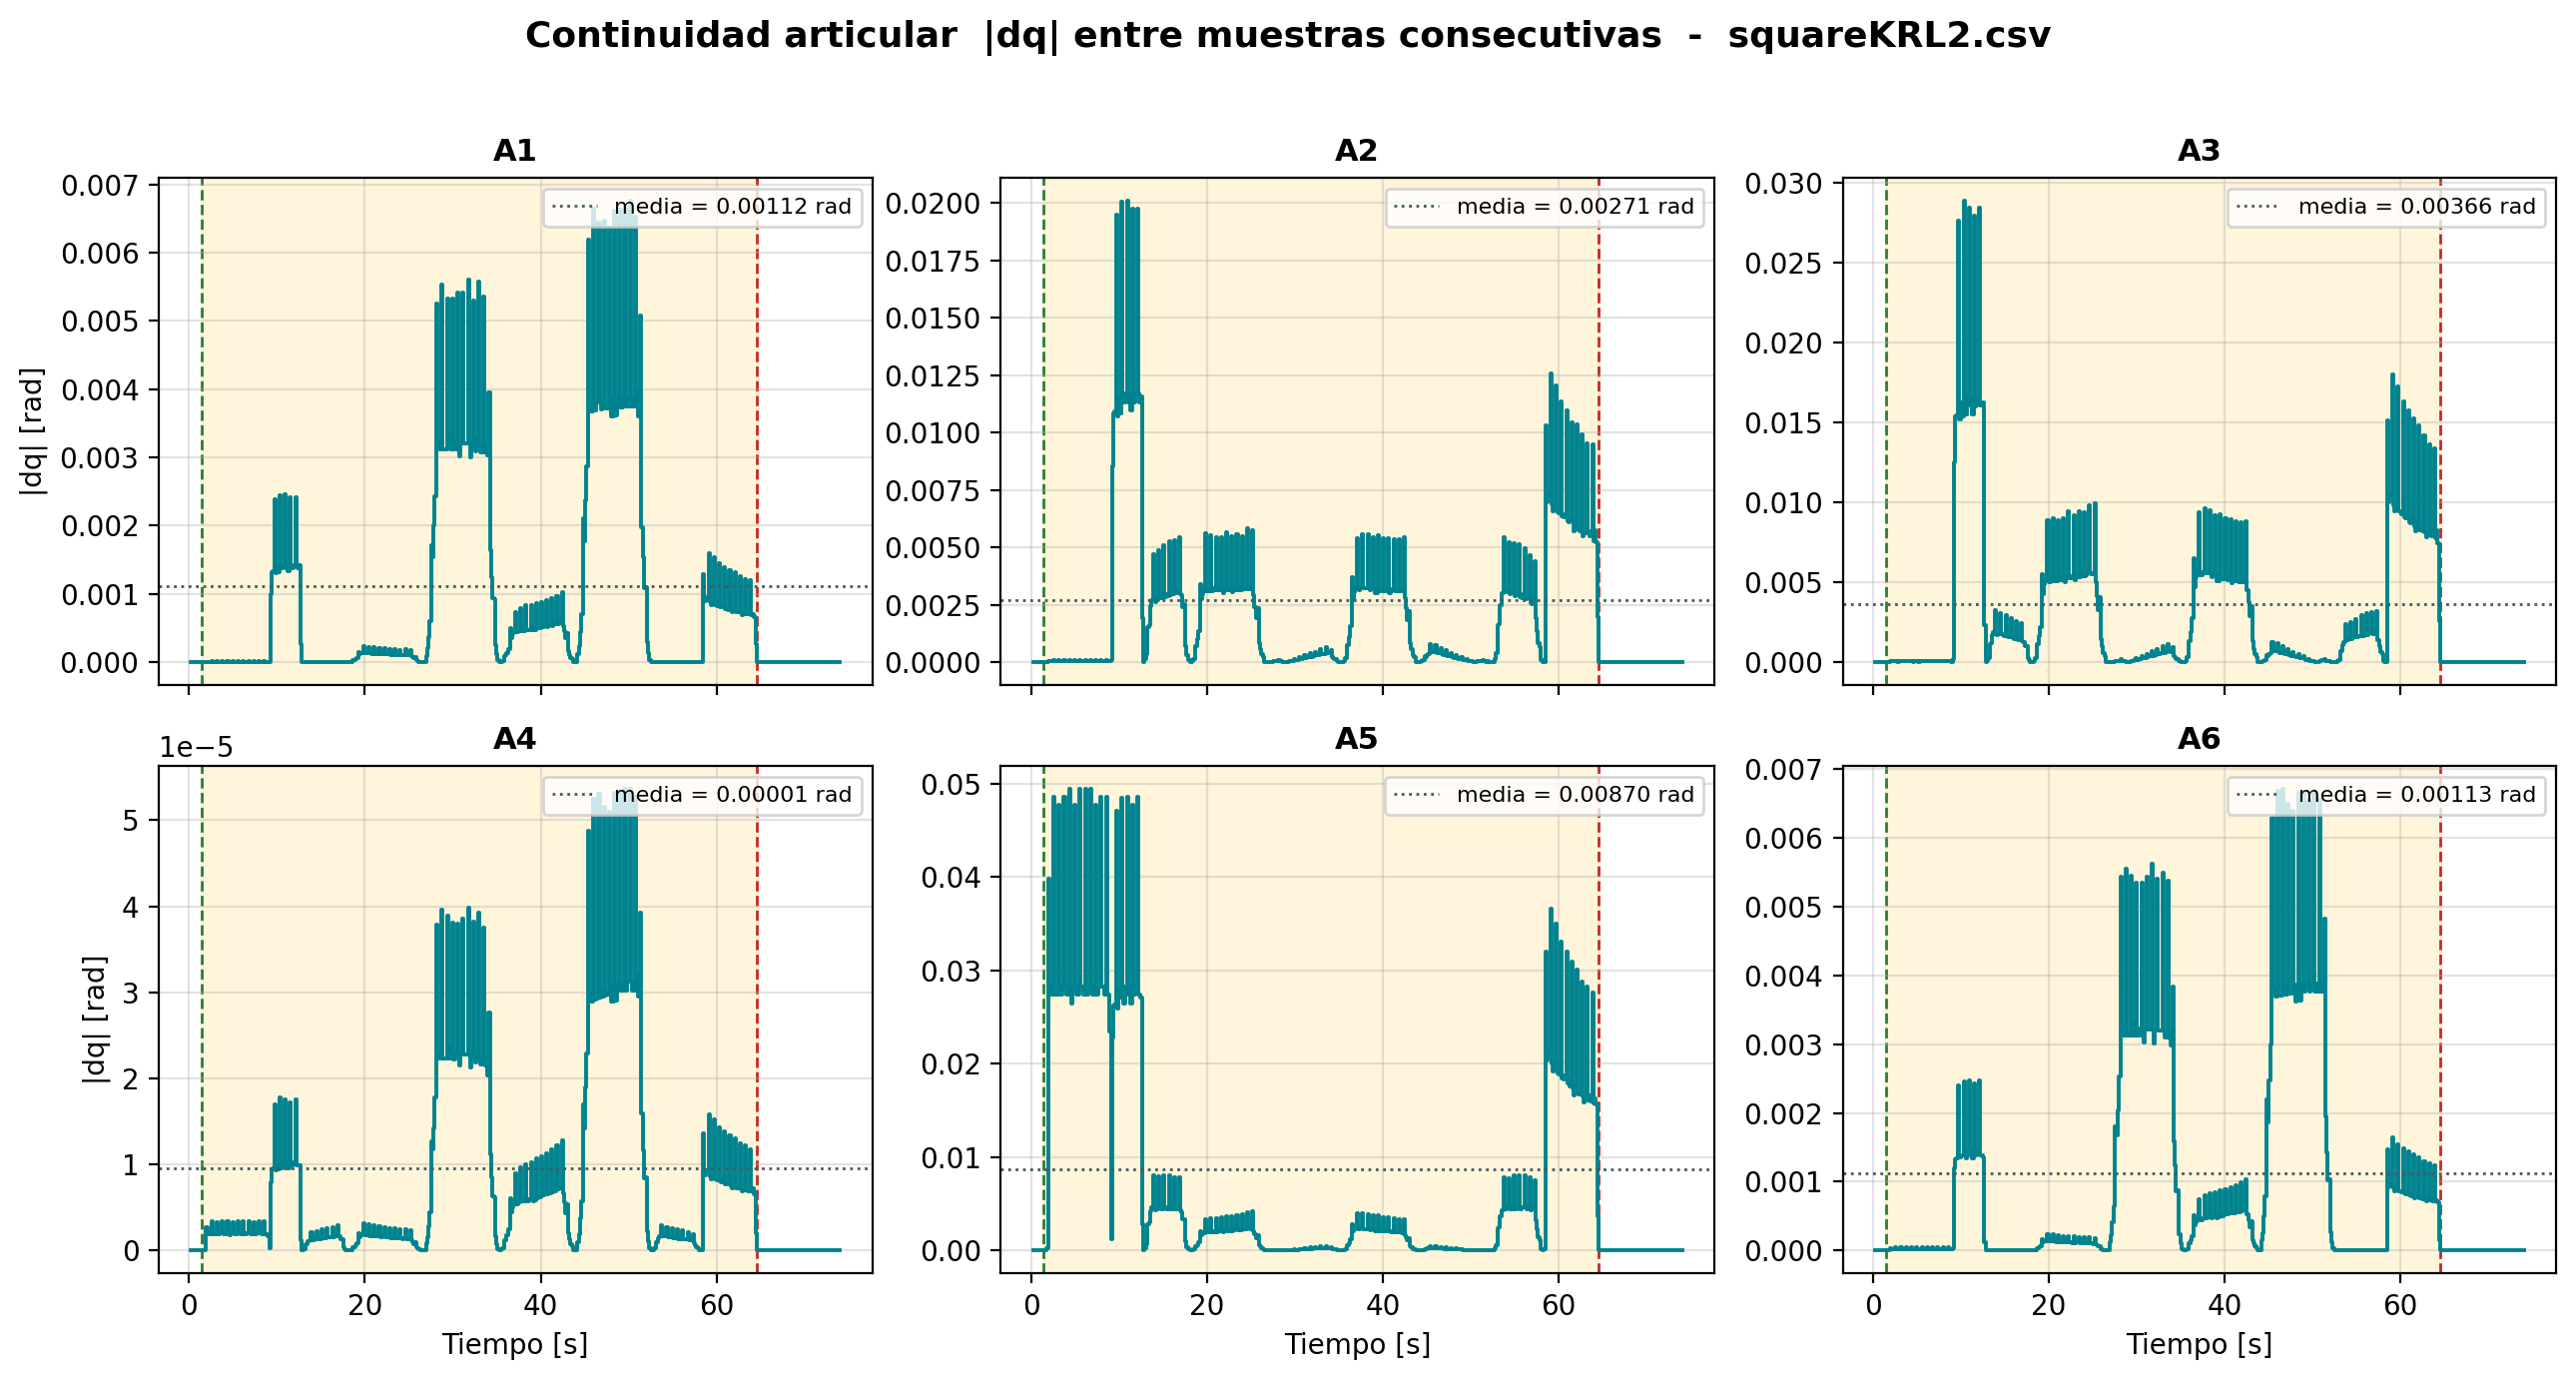 Continuidad articular |dq| entre muestras consecutivas - squareKRL2.csv
A1
|dq| [rad]
0.007
0.006
0.005
0.004
0.003
0.002
0.001
0.000
media = 0.00112 rad
A2
0.0200
0.0175
0.0150
0.0125
0.0100
0.0075
0.0050
0.0025
0.0000
media = 0.00271 rad
A3
0.030
0.025
0.020
0.015
0.010
0.005
0.000
media = 0.00366 rad
A4
1e−5
|dq| [rad]
5
4
3
2
1
0
media = 0.00001 rad
0 20 40 60
Tiempo [s]
A5
0.05
0.04
0.03
0.02
0.01
0.00
media = 0.00870 rad
0 20 40 60
Tiempo [s]
A6
0.007
0.006
0.005
0.004
0.003
0.002
0.001
0.000
media = 0.00113 rad
0 20 40 60
Tiempo [s]